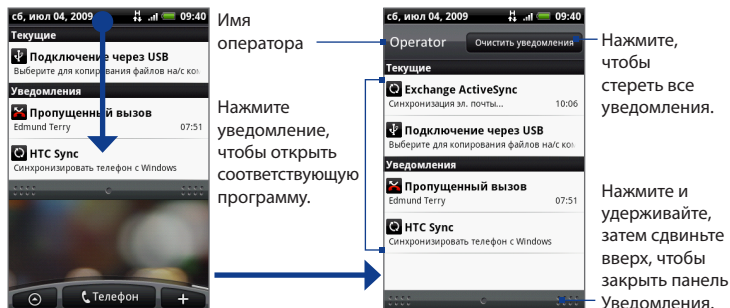 сб, июл 04, 2009 09:40
Текущие
Подключение через USB
Выберите для копирования файлов на/с ко
Уведомления
Пропущенный вызов
Edmund Terry 07:51
HTC Sync
Синхронизировать телефон с Windows
Телефон
Имя
оператора
Нажмите
уведомление,
чтобы открыть
соответствующую
программу.
сб, июл 04, 2009 09:40
Operator Очистить уведомления
Текущие
Exchange ActiveSync
Синхронизация эл. почты... 10:06
Подключение через USB
Выберите для копирования файлов на/с ко
Уведомления
Пропущенный вызов
Edmund Terry 07:51
HTC Sync
Синхронизировать телефон с Windows
Нажмите,
чтобы
стереть все
уведомления.
Нажмите и
удерживайте,
затем сдвиньте
вверх, чтобы
закрыть панель
Уведомления.